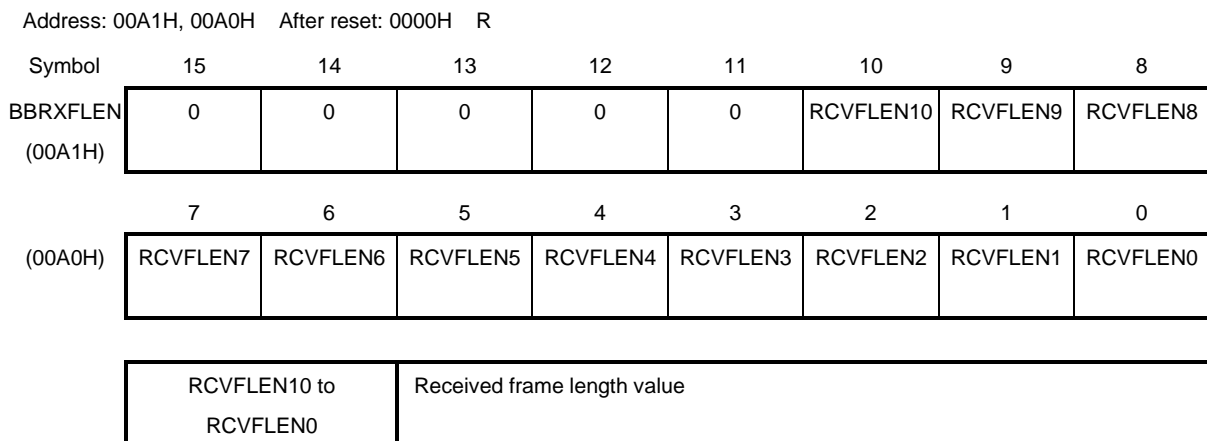 Address: 00A1H, 00A0H After reset: 0000H R
Symbol 15 14 13 12 11 10 9 8
BBRXFLEN 0 0 0 0 0 RCVFLEN10 RCVFLEN9 RCVFLEN8
(00A1H)
7 6 5 4 3 2 1 0
(00A0H) RCVFLEN7 RCVFLEN6 RCVFLEN5 RCVFLEN4 RCVFLEN3 RCVFLEN2 RCVFLEN1 RCVFLEN0
RCVFLEN10 to Received frame length value
RCVFLEN0